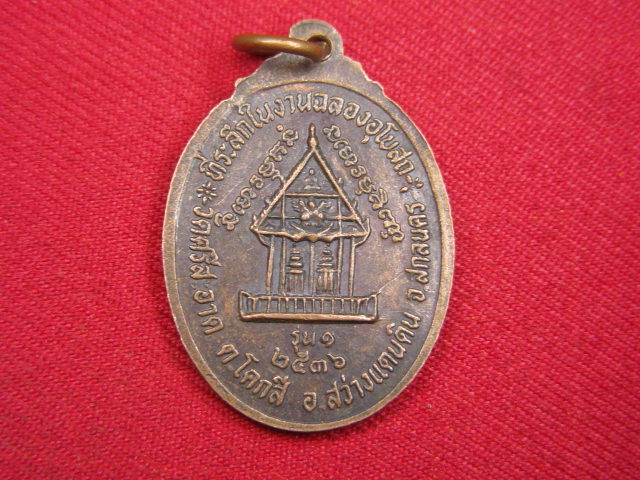 ที่ระลึกในงานฉลองอุโบสถ
วัดศรีสะอาด ต.โคกสี อ.สว่างแดนดิน จ.สกลนคร
รุ่น ๑
๒๕๓๖